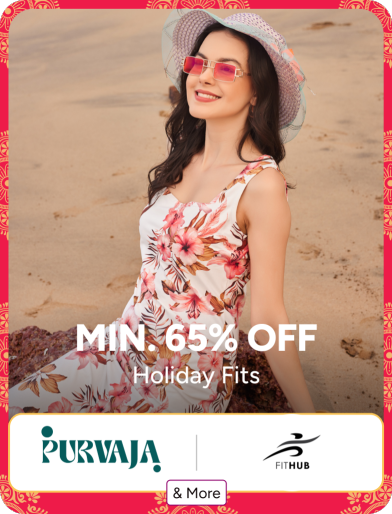 MIN. 65% OFF
Holiday Fits
PURVAJA
FITHUB
& More